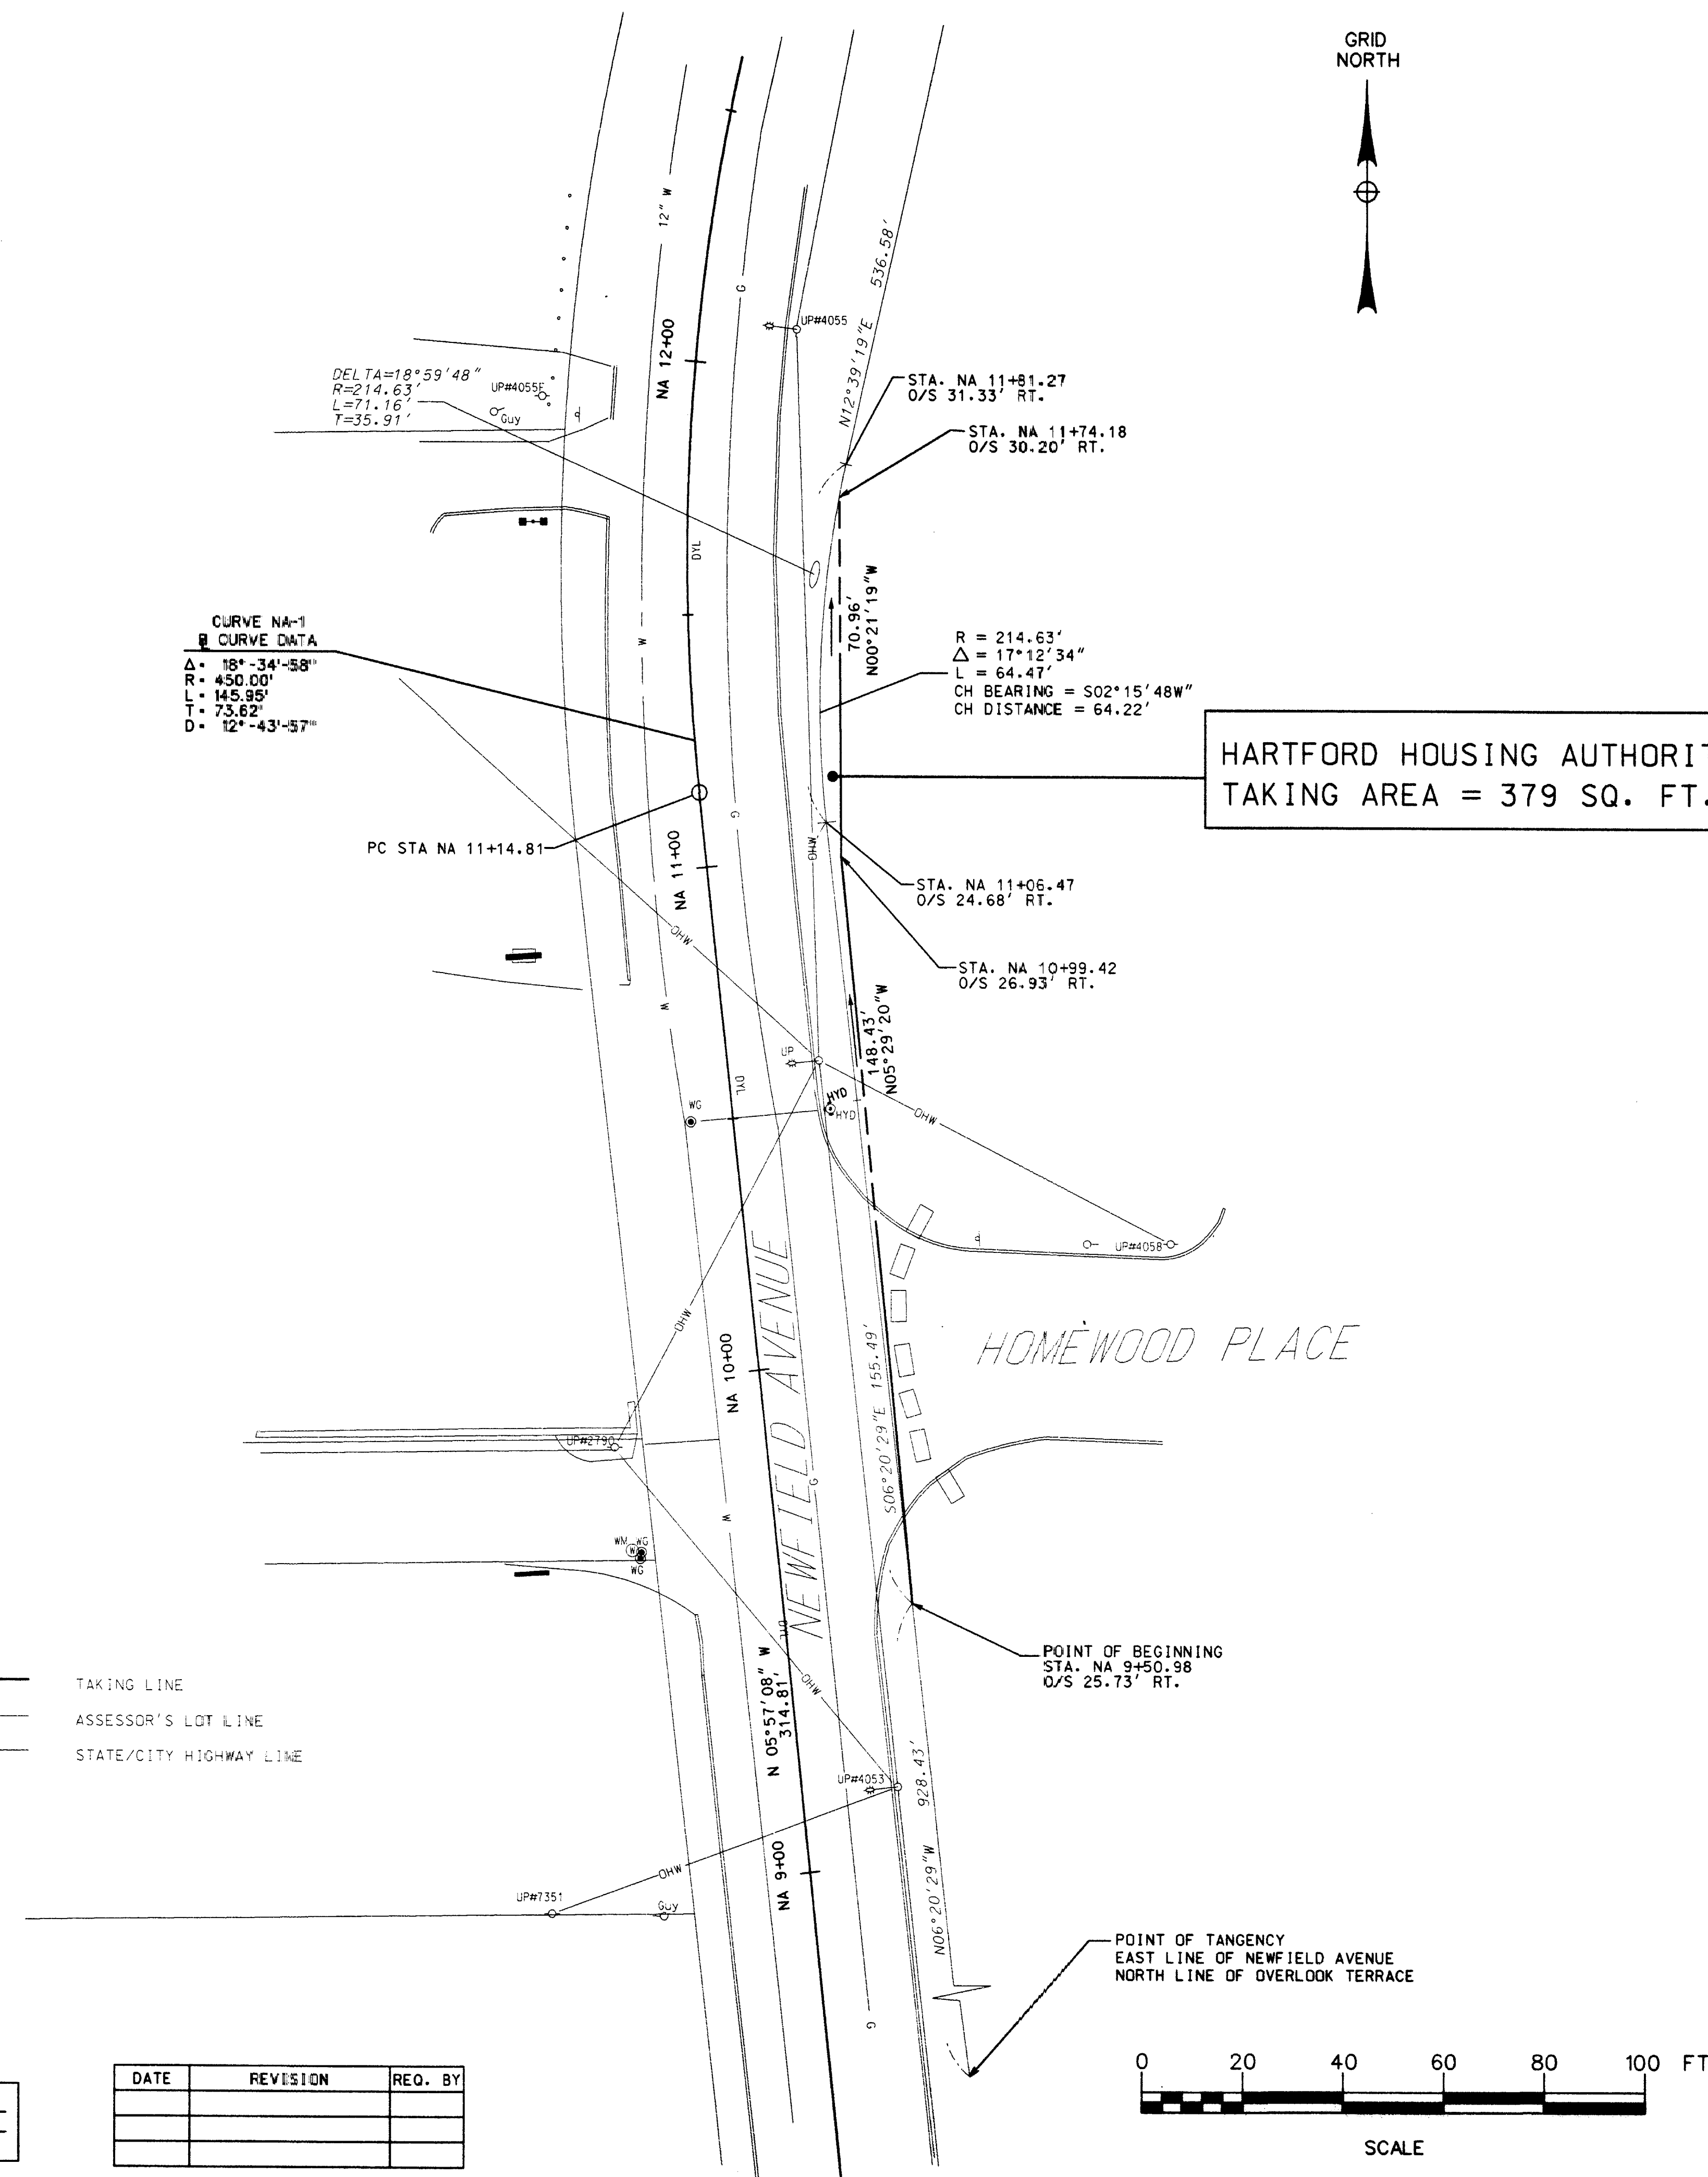 GRID
NORTH
12" W
536.58'
N12°39'19"E
G
UP#4055
NA 12+00
DELTA=18°59'48"
R=214.63'
L=71.16'
T=35.91'
UP#4055E
Guy
STA. NA 11+81.27
O/S 31.33' RT.
STA. NA 11+74.18
O/S 30.20' RT.
DYL
70.96'
N00°21'19"W
CURVE NA-1
CURVE DATA
Δ= 18°-34'-58"
R= 450.00'
L= 145.95'
T= 73.62'
D= 12°-43'-57"
W
R = 214.63'
Δ = 17°12'34"
L = 64.47'
CH BEARING = S02°15'48W"
CH DISTANCE = 64.22'
HARTFORD HOUSING AUTHORIT
TAKING AREA = 379 SQ. FT.
G
PC STA NA 11+14.81
OHW
NA 11+00
STA. NA 11+06.47
O/S 24.68' RT.
OHW
STA. NA 10+99.42
O/S 26.93' RT.
W
148.43'
N05°29'20"W
UP
DYL
WG
HYD
HYD
OHW
UP#4058
OHW
NA 10+00
NEWFIELD AVENUE
S06°20'29"E 155.49'
HOMEWOOD PLACE
UP#2790
G
W
WM
WG
W
WG
DYL
POINT OF BEGINNING
STA. NA 9+50.98
O/S 25.73' RT.
N 05°57'08" W
314.81'
OHW
TAKING LINE
ASSESSOR'S LOT LINE
STATE/CITY HIGHWAY LINE
UP#4053
928.43'
N06°20'29"W
NA 9+00
OHW
UP#7351
Guy
POINT OF TANGENCY
EAST LINE OF NEWFIELD AVENUE
NORTH LINE OF OVERLOOK TERRACE
G
DATE REVISION REQ. BY
0 20 40 60 80 100 FT
SCALE